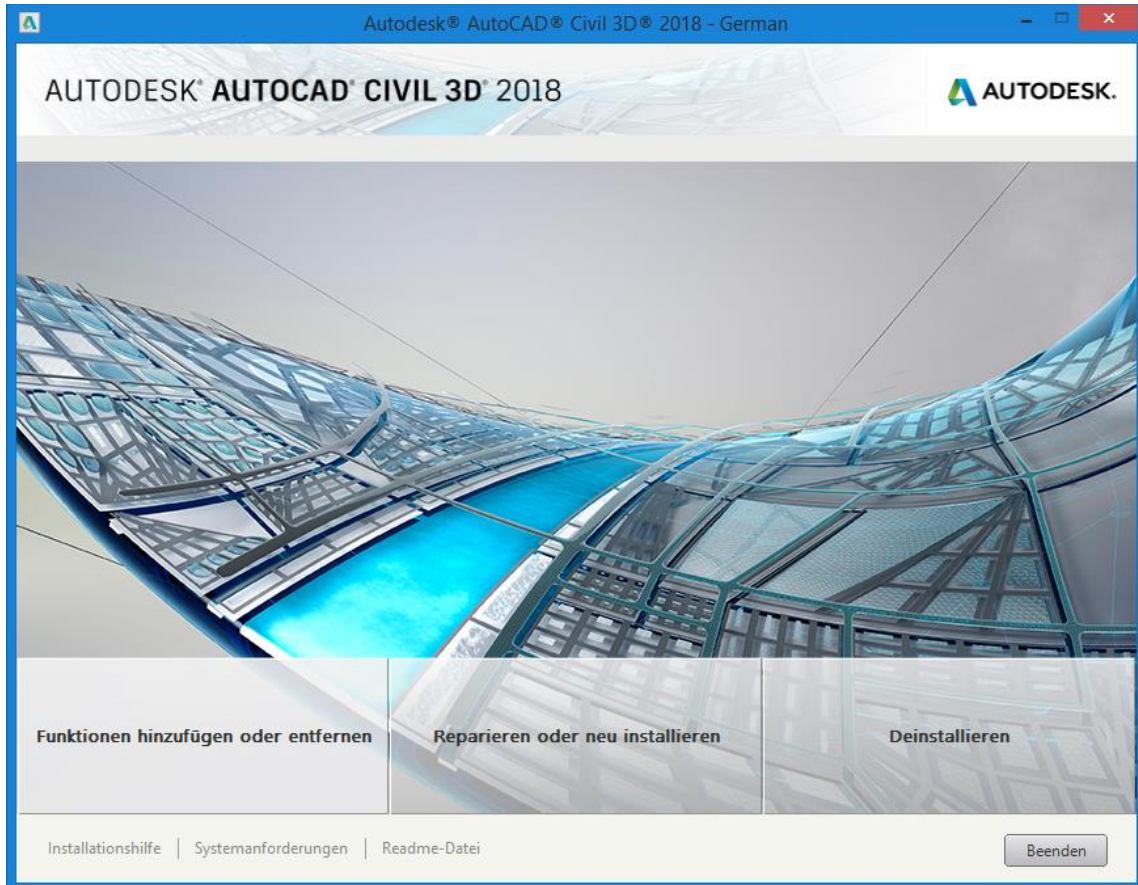 Autodesk® AutoCAD® Civil 3D® 2018 - German
AUTODESK® AUTOCAD® CIVIL 3D® 2018
AUTODESK.
Funktionen hinzufügen oder entfernen
Reparieren oder neu installieren
Deinstallieren
Installationshilfe | Systemanforderungen | Readme-Datei
Beenden